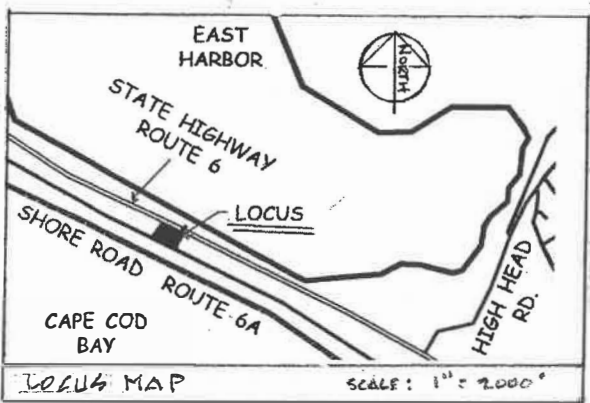 EAST
HARBOR
NORTH
STATE HIGHWAY
ROUTE 6
LOCUS
SHORE ROAD ROUTE 6A
HIGH HEAD
RD.
CAPE COD
BAY
LOCUS MAP
SCALE: 1"= 2000'